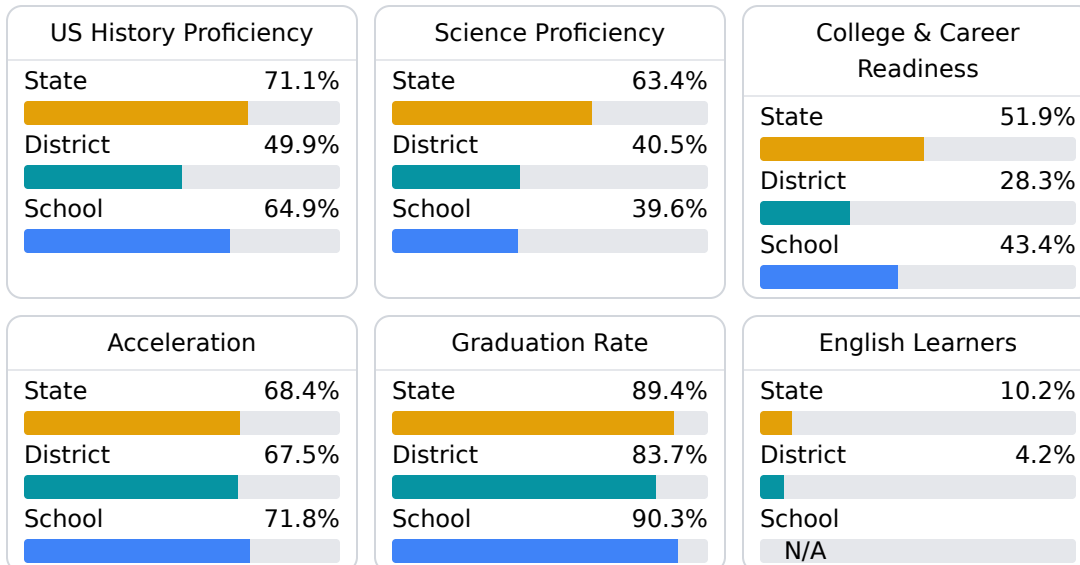 US History Proficiency
State 71.1%
District 49.9%
School 64.9%
Science Proficiency
State 63.4%
District 40.5%
School 39.6%
College & Career
Readiness
State 51.9%
District 28.3%
School 43.4%
Acceleration
State 68.4%
District 67.5%
School 71.8%
Graduation Rate
State 89.4%
District 83.7%
School 90.3%
English Learners
State 10.2%
District 4.2%
School
N/A